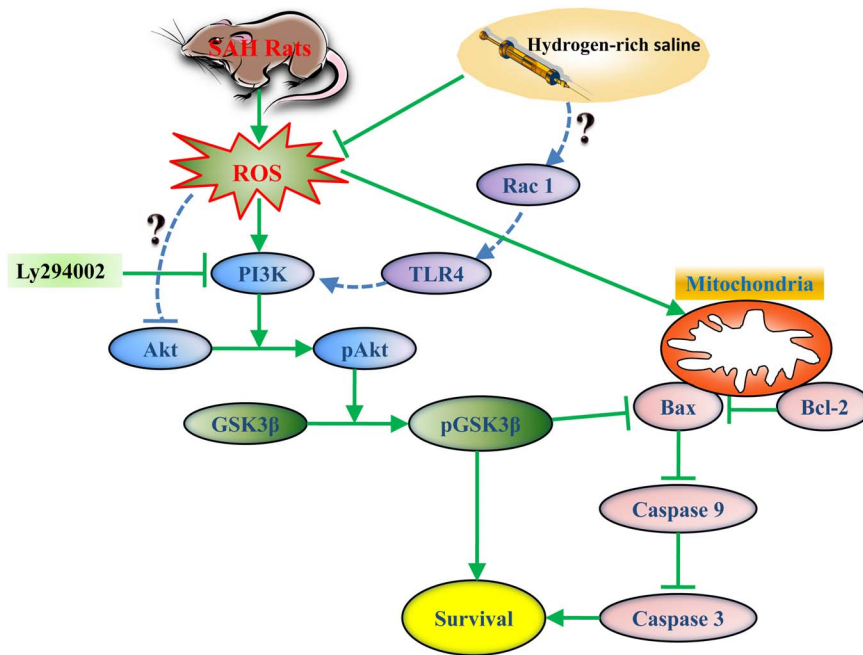 SAH Rats
Hydrogen-rich saline
?
ROS
Rac 1
?
Ly294002
PI3K
TLR4
Mitochondria
Akt
pAkt
Bax
Bcl-2
GSK3β
pGSK3β
Caspase 9
Survival
Caspase 3